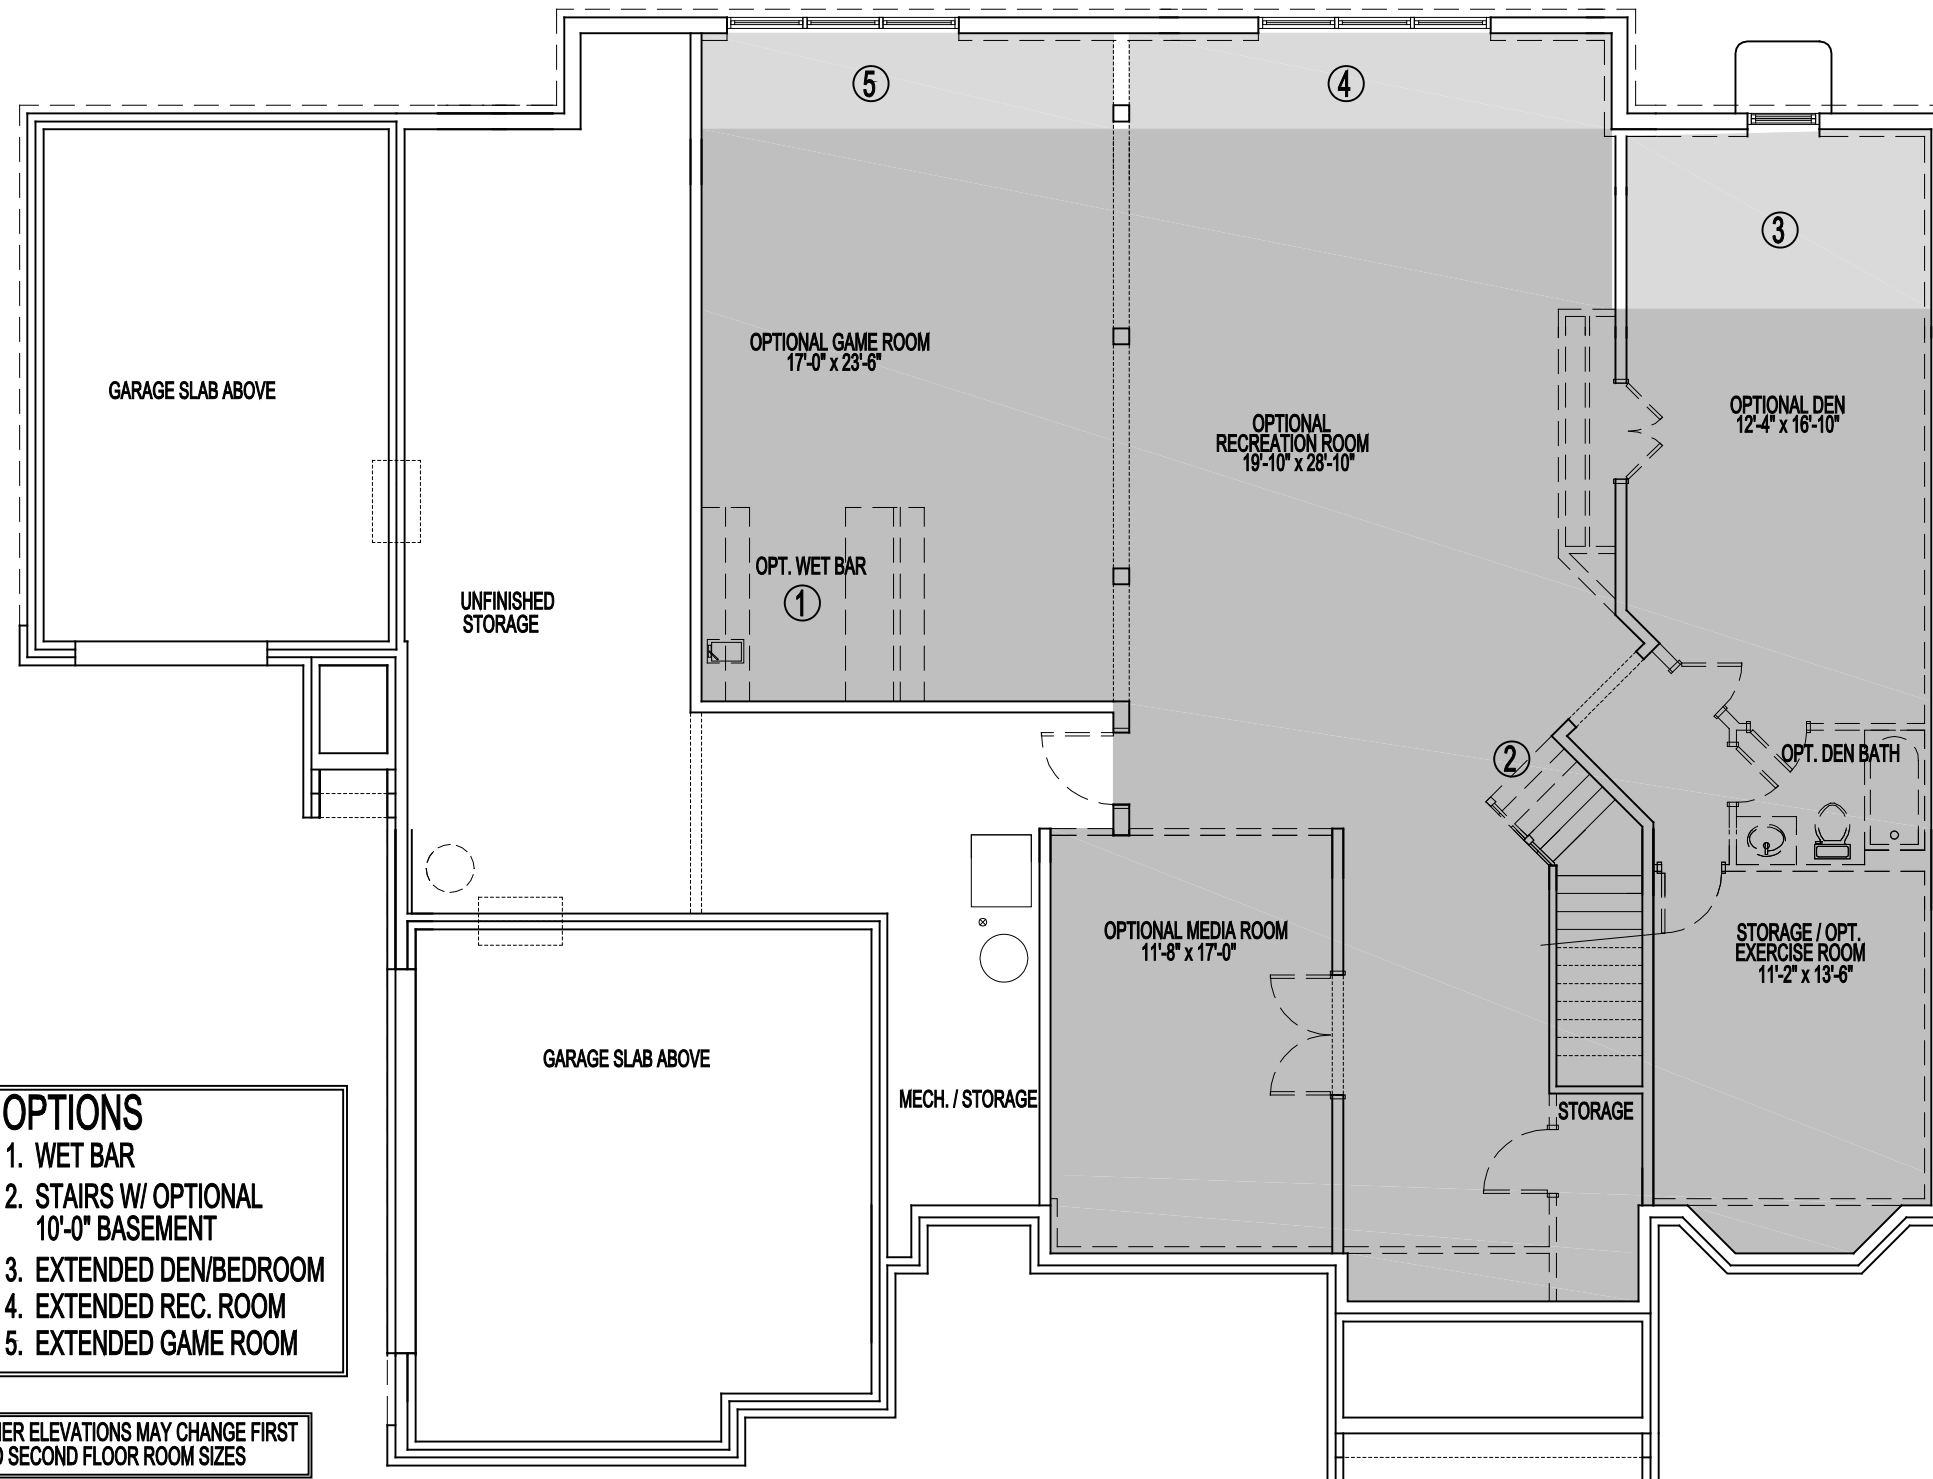 5
4
3
OPTIONAL GAME ROOM
17'-0" x 23'-6"
GARAGE SLAB ABOVE
OPTIONAL
RECREATION ROOM
19'-10" x 28'-10"
OPTIONAL DEN
12'-4" x 16'-10"
OPT. WET BAR
1
UNFINISHED
STORAGE
2
OPT. DEN BATH
OPTIONAL MEDIA ROOM
11'-8" x 17'-0"
STORAGE / OPT.
EXERCISE ROOM
11'-2" x 13'-6"
GARAGE SLAB ABOVE
MECH. / STORAGE
STORAGE
OPTIONS
1. WET BAR
2. STAIRS W/ OPTIONAL
10'-0" BASEMENT
3. EXTENDED DEN/BEDROOM
4. EXTENDED REC. ROOM
5. EXTENDED GAME ROOM
ELEVATIONS MAY CHANGE FIRST
SECOND FLOOR ROOM SIZES